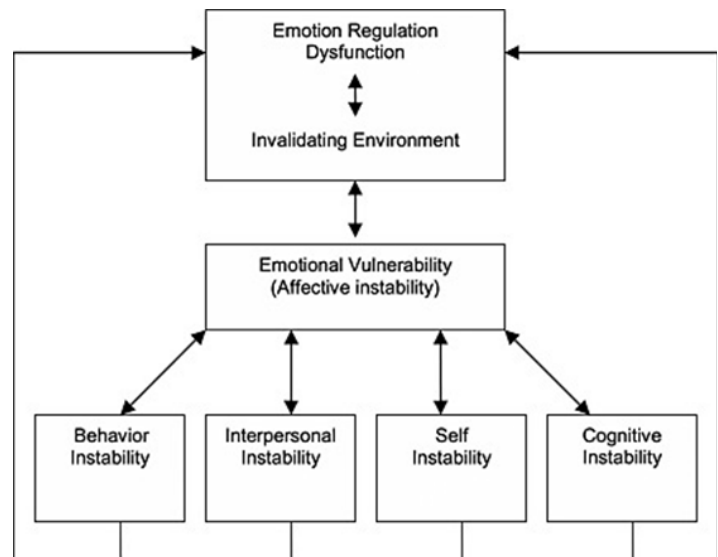 Emotion Regulation
Dysfunction
Invalidating Environment
Emotional Vulnerability
(Affective instability)
Behavior
Instability
Interpersonal
Instability
Self
Instability
Cognitive
Instability